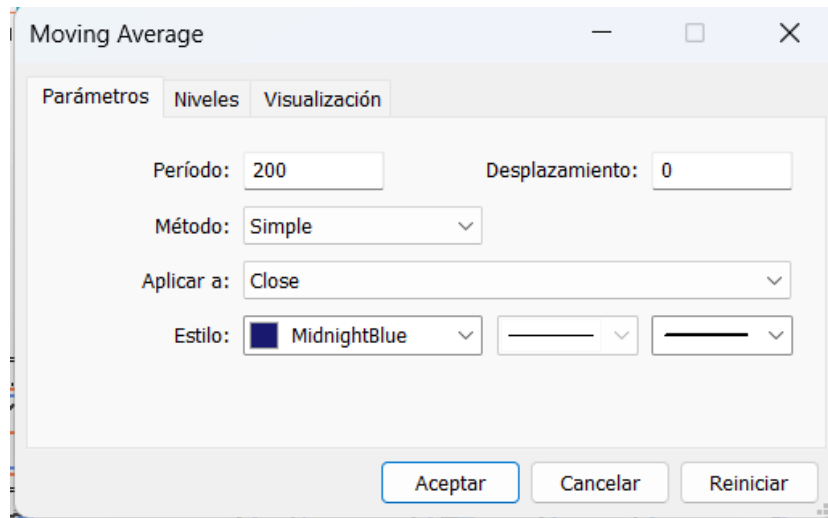 Moving Average
Parámetros Niveles Visualización
Período: 200 Desplazamiento: 0
Método: Simple
Aplicar a: Close
Estilo: MidnightBlue
Aceptar Cancelar Reiniciar